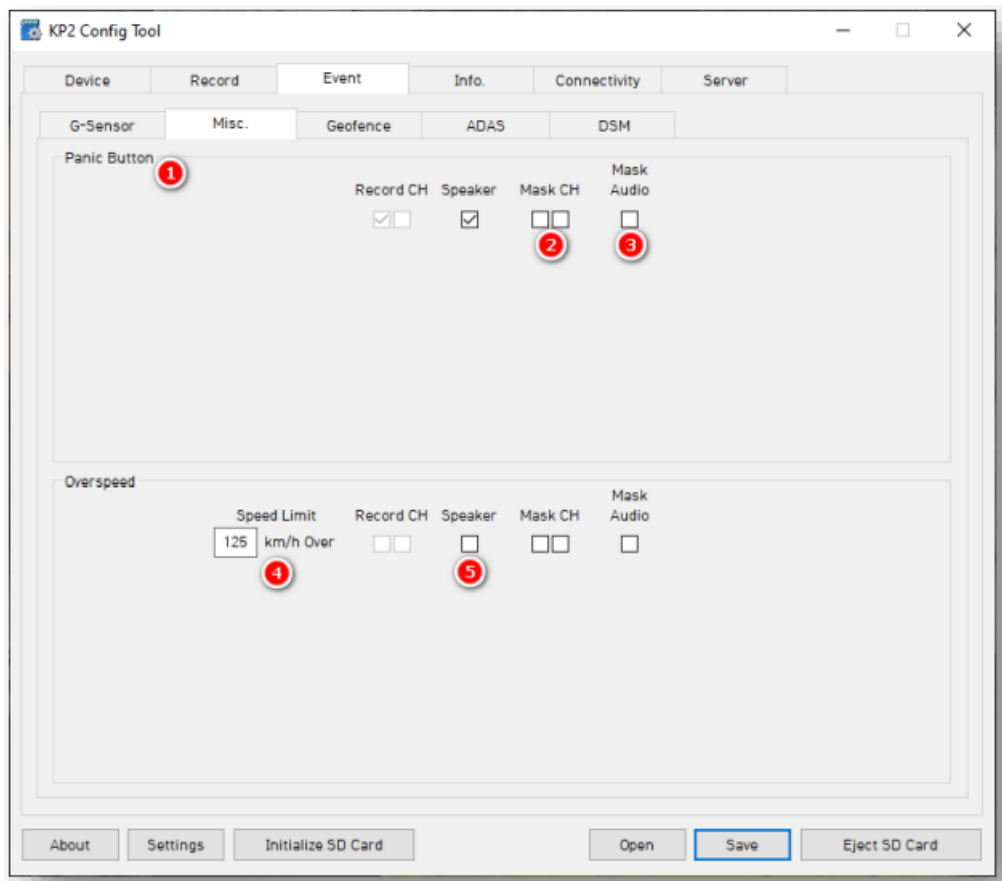 KP2 Config Tool
Device Record Event Info. Connectivity Server
G-Sensor Misc. Geofence ADAS DSM
Panic Button
1
Mask
Record CH Speaker Mask CH Audio
2 3
Overspeed
Mask
Speed Limit Record CH Speaker Mask CH Audio
125 km/h Over
4 5
About Settings Initialize SD Card Open Save Eject SD Card